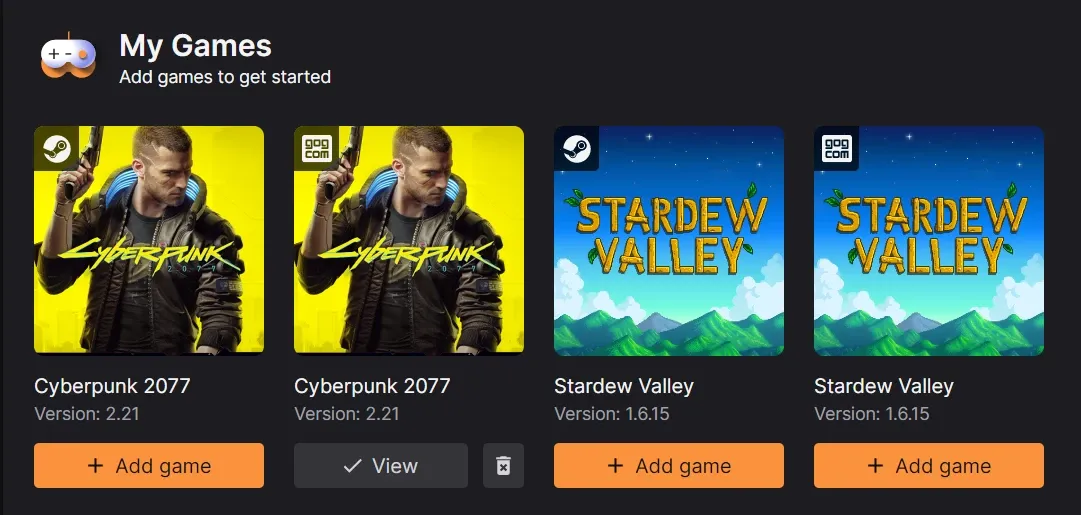 My Games
Add games to get started
gog
com
CYBERPUNK
2077
CYBERPUNK
2077
STARDEW
VALLEY
gog
com
STARDEW
VALLEY
Cyberpunk 2077
Version: 2.21
+ Add game
Cyberpunk 2077
Version: 2.21
View
Stardew Valley
Version: 1.6.15
+ Add game
Stardew Valley
Version: 1.6.15
+ Add game